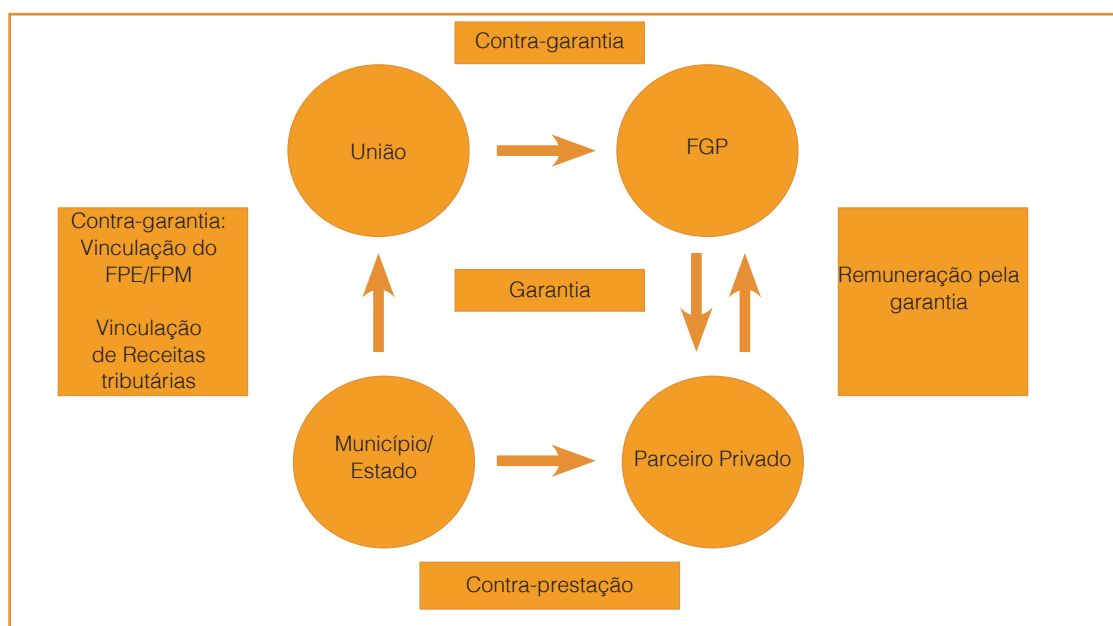 Contra-garantia
União
FGP
Contra-garantia:
Vinculação do
FPE/FPM
Vinculação
de Receitas
tributárias
Garantia
Remuneração pela
garantia
Município/
Estado
Parceiro Privado
Contra-prestação